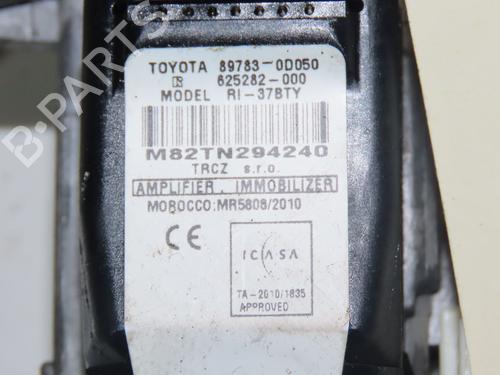 TOYOTA 89783-0D050
R 625282-000
MODEL RI-37BTY
M82TN294240
TRCZ s.r.o.
AMPLIFIER, IMMOBILIZER
MOROCCO:MR5808/2010
CE
ICASA
TA-2010/1835
APPROVED
B-PARTS